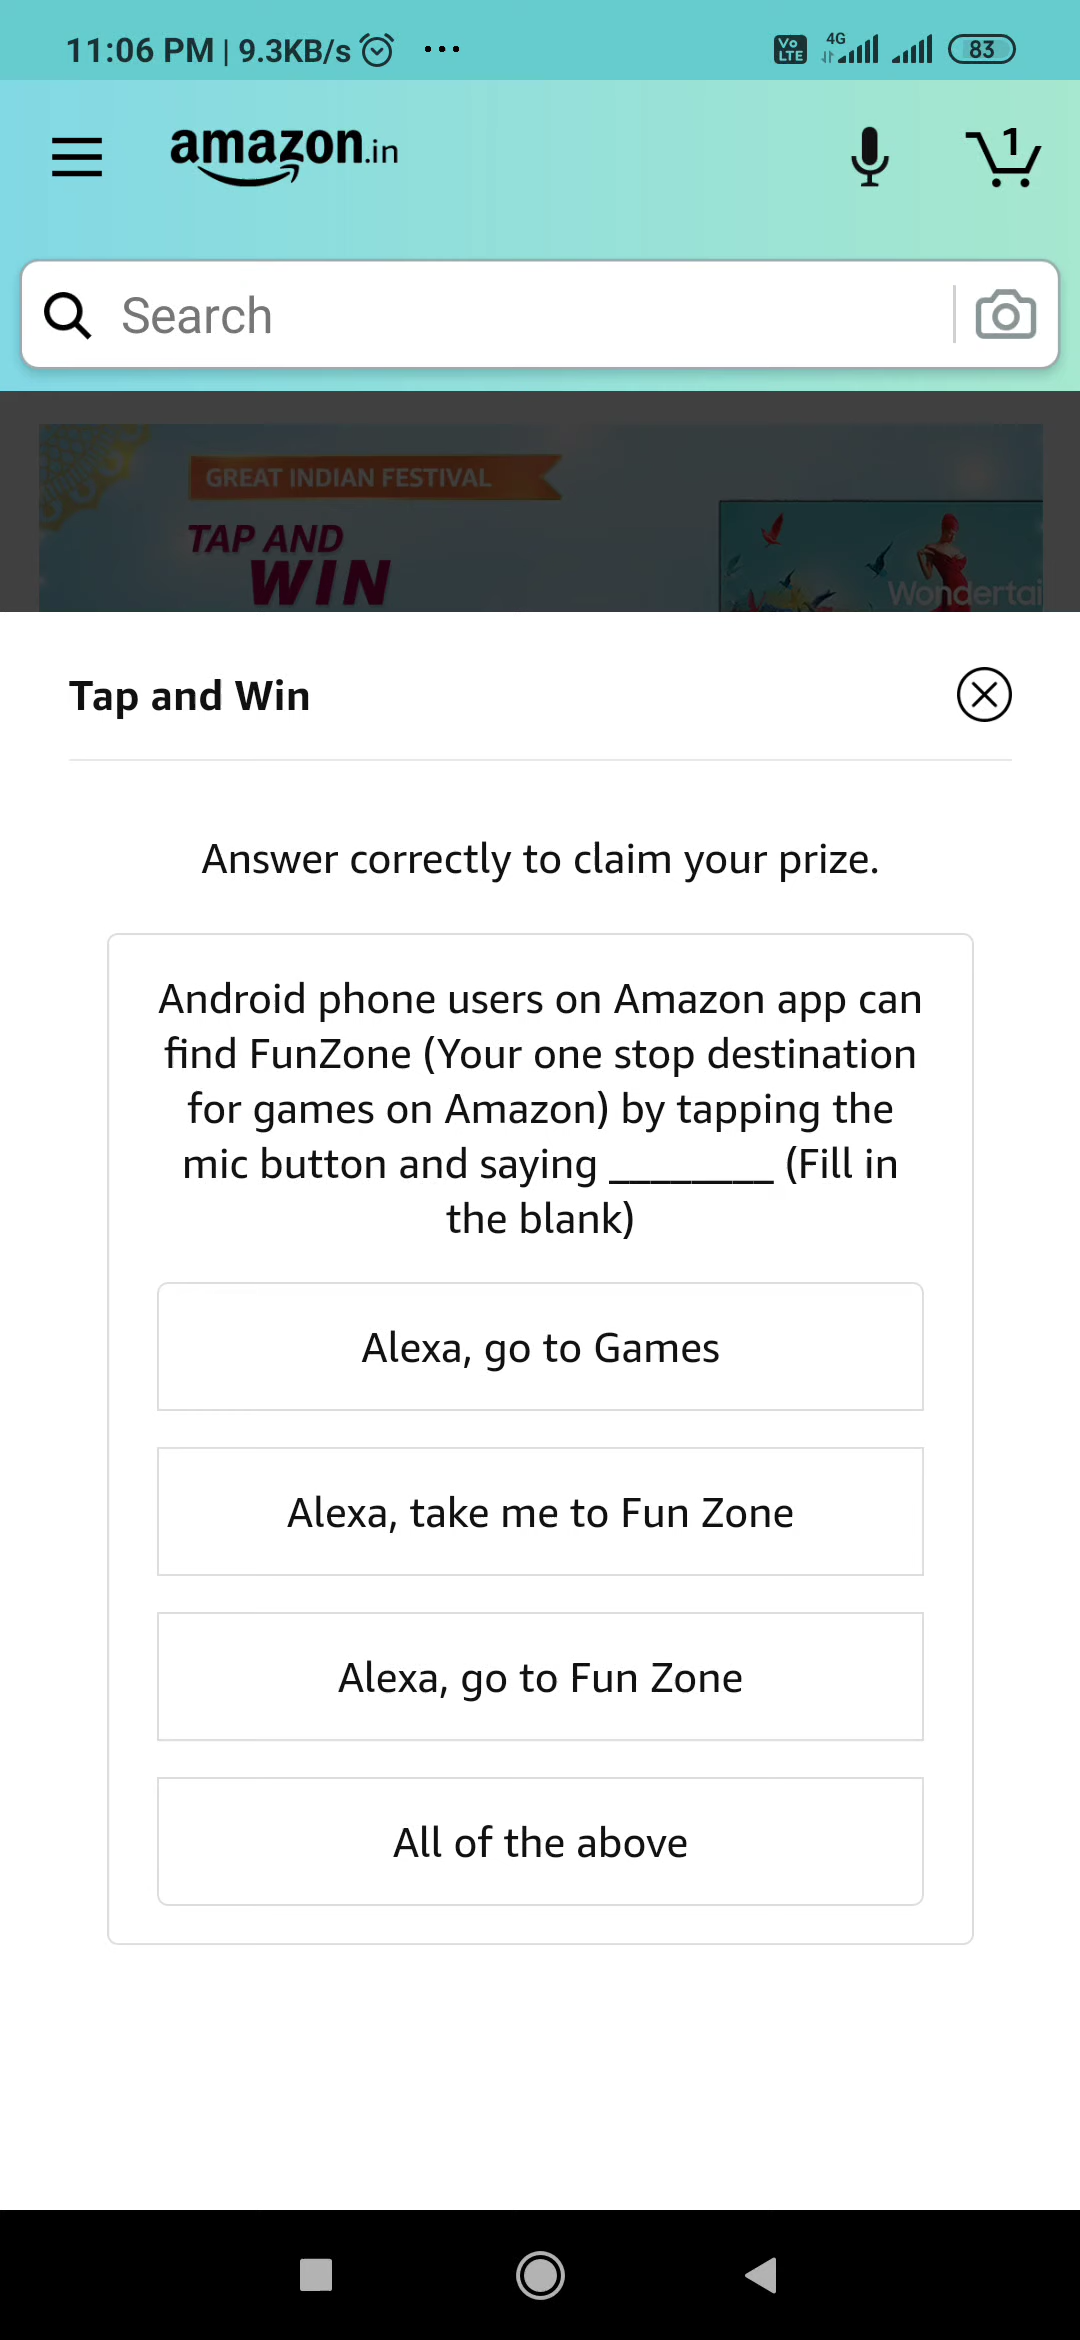 11:06 PM | 9.3KB/s ...
Vo LTE 4G 83
amazon.in
1
Search
GREAT INDIAN FESTIVAL
TAP AND
WIN
Wondertai
Tap and Win
Answer correctly to claim your prize.
Android phone users on Amazon app can
find FunZone (Your one stop destination
for games on Amazon) by tapping the
mic button and saying ________ (Fill in
the blank)
Alexa, go to Games
Alexa, take me to Fun Zone
Alexa, go to Fun Zone
All of the above